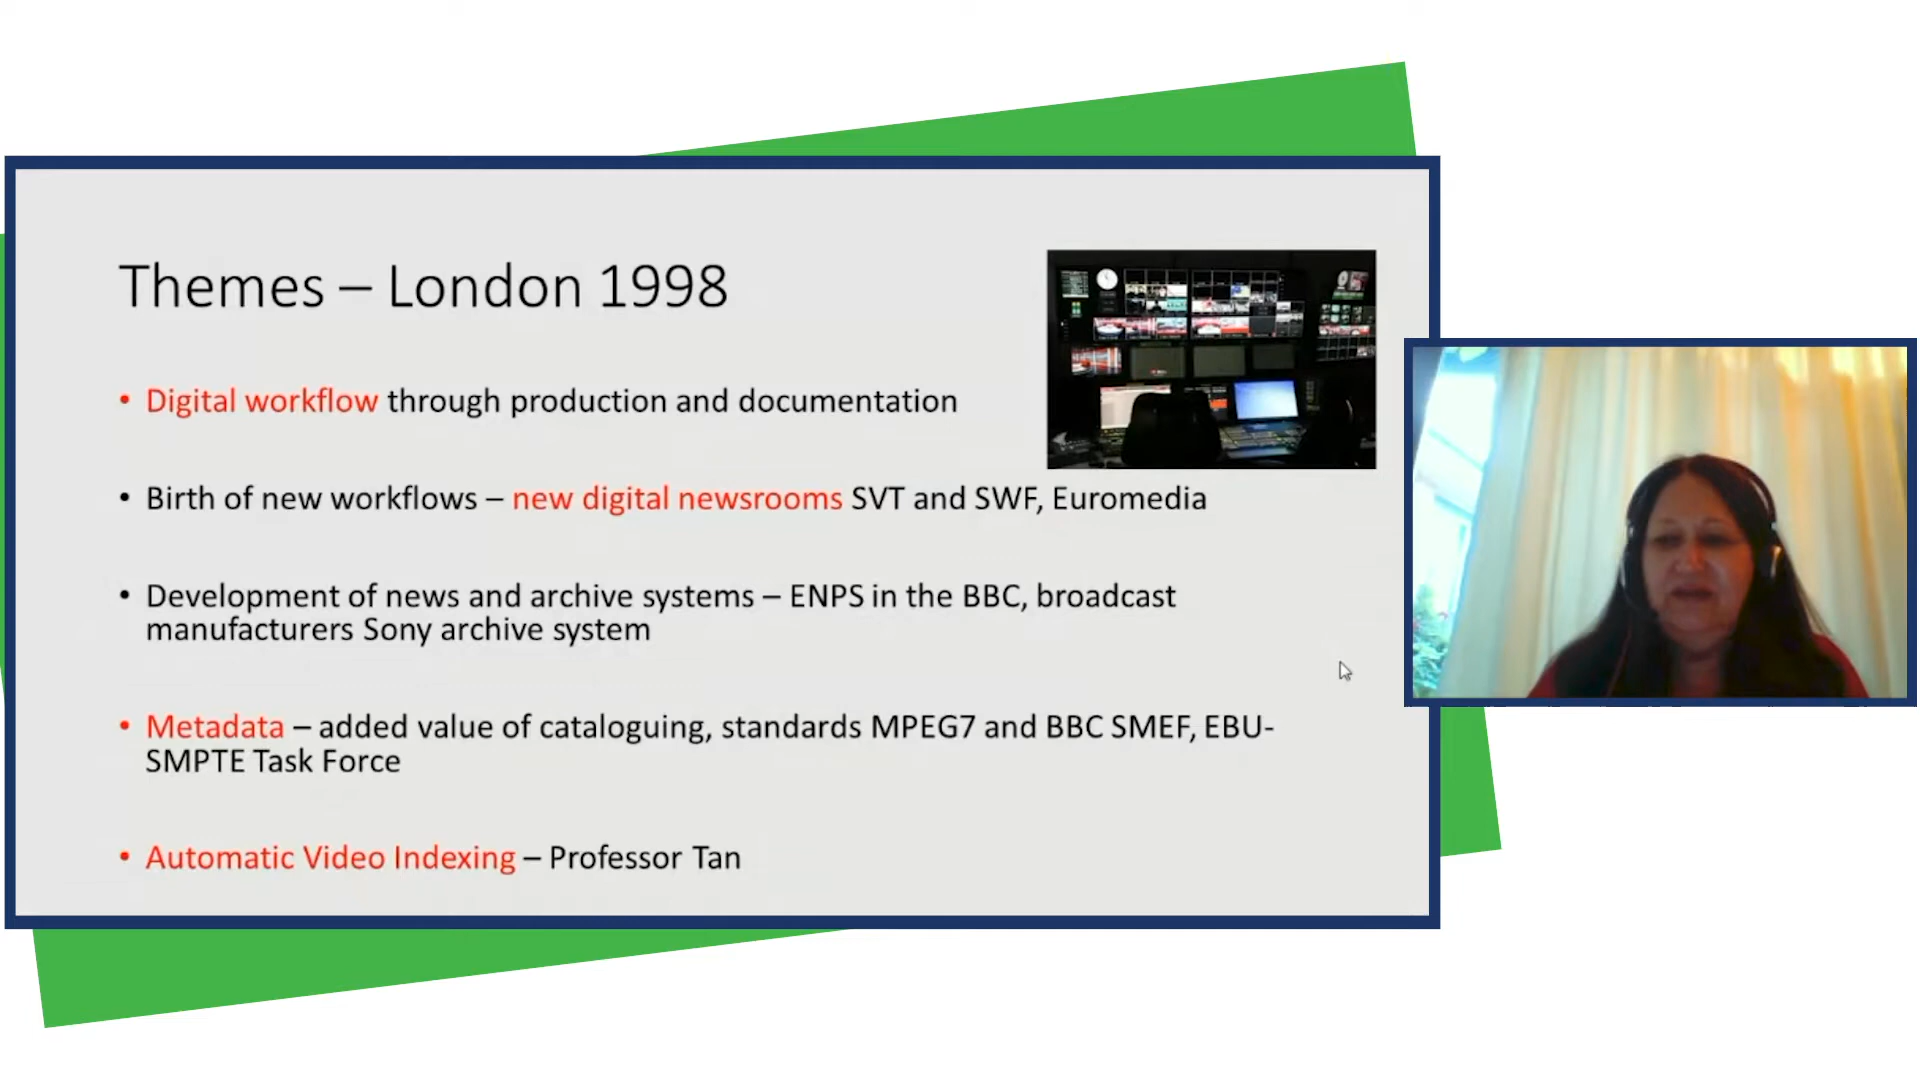 Themes – London 1998
• Digital workflow through production and documentation
• Birth of new workflows – new digital newsrooms SVT and SWF, Euromedia
• Development of news and archive systems – ENPS in the BBC, broadcast
manufacturers Sony archive system
• Metadata – added value of cataloguing, standards MPEG7 and BBC SMEF, EBU-
SMPTE Task Force
• Automatic Video Indexing – Professor Tan